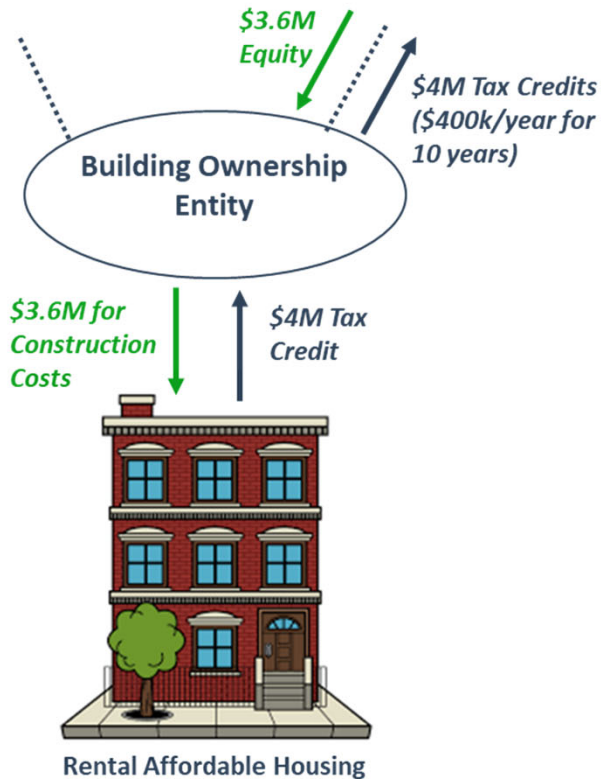 $3.6M
Equity
$4M Tax Credits
($400k/year for
10 years)
Building Ownership
Entity
$3.6M for
Construction
Costs
$4M Tax
Credit
Rental Affordable Housing